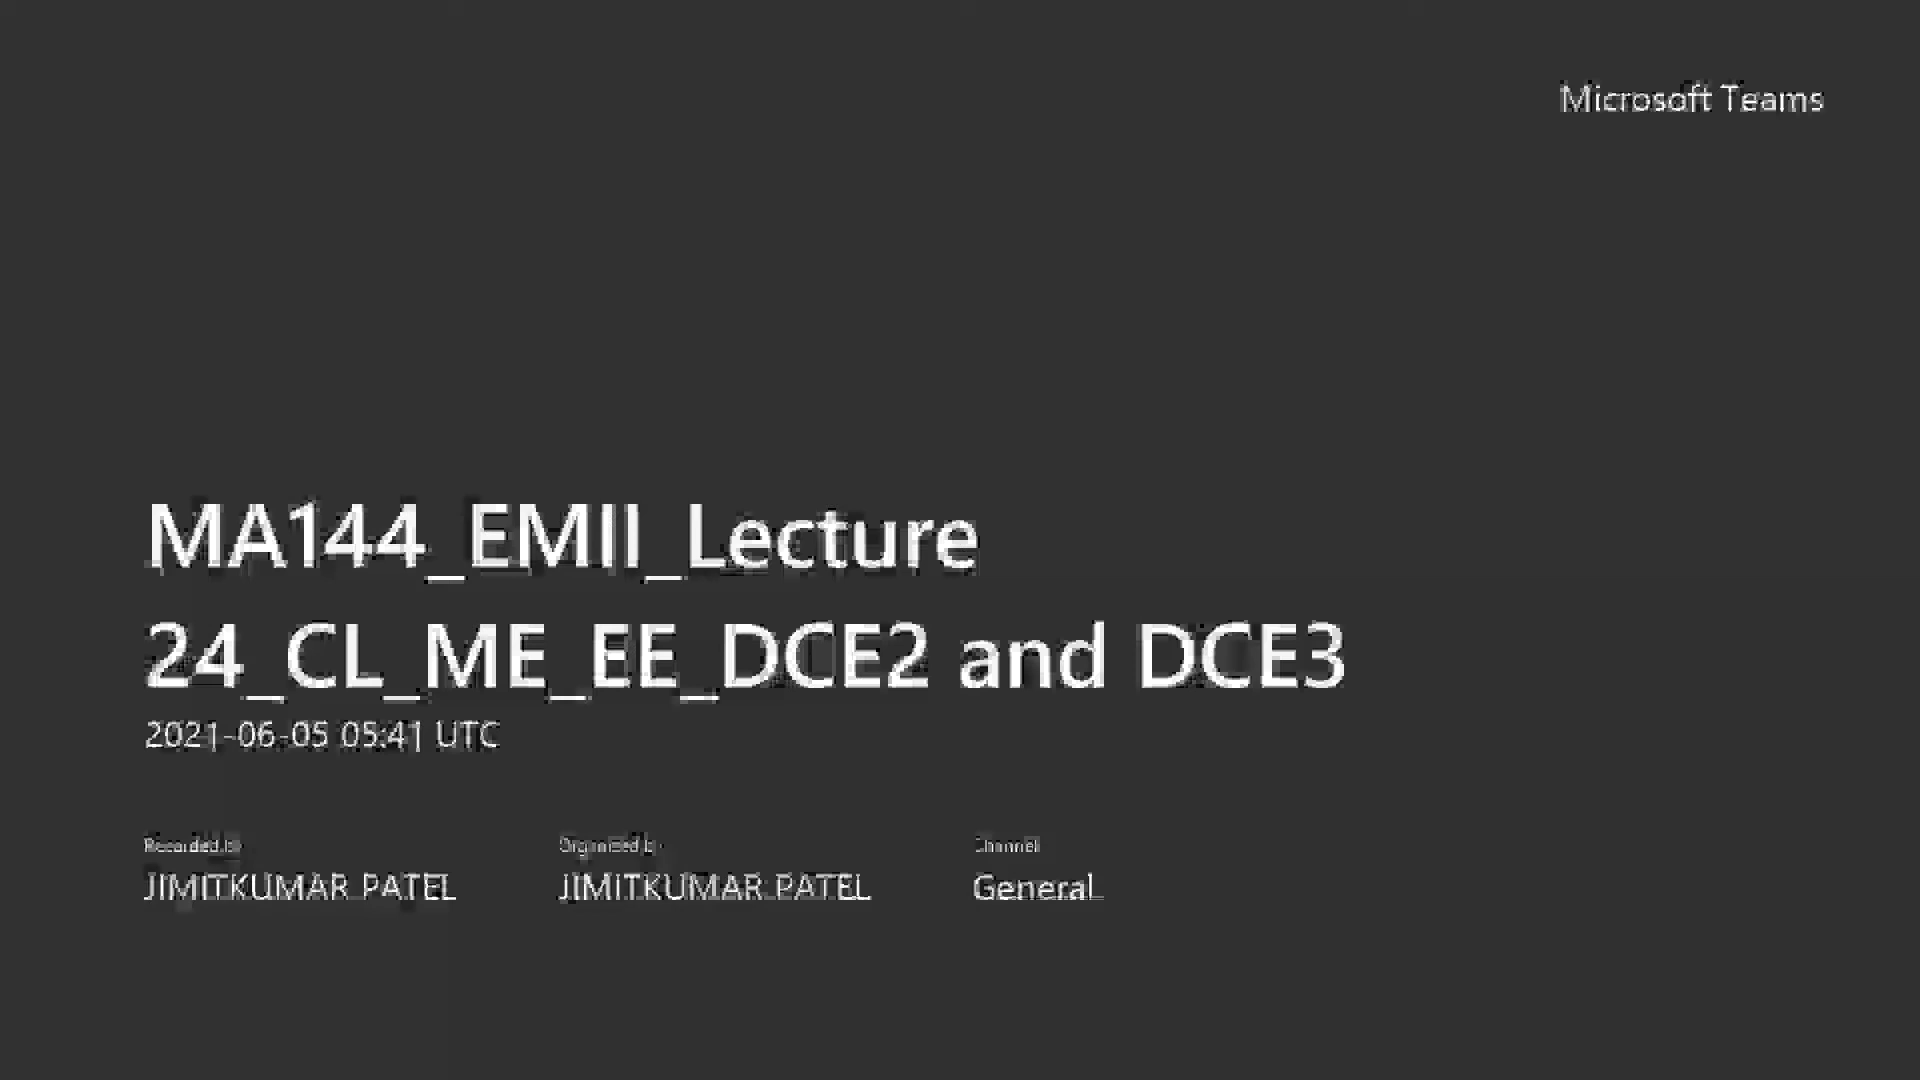 Microsoft Teams
MA144_EMII_Lecture
24_CL_ME_EE_DCE2 and DCE3
2021-06-05 05:41 UTC
Recorded by Organized by Channel
JIMITKUMAR PATEL JIMITKUMAR PATEL General